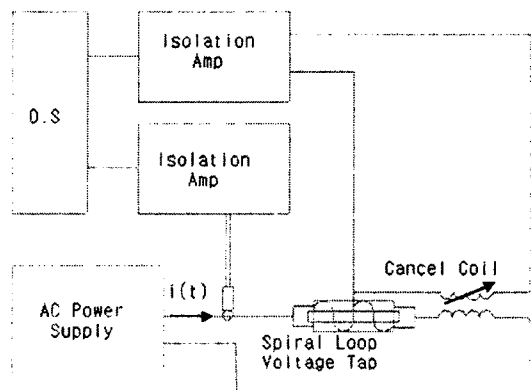 Isolation
Amp
O.S
Isolation
Amp
Cancel Coil
i(t)
AC Power
Supply
Spiral Loop
Voltage Tap